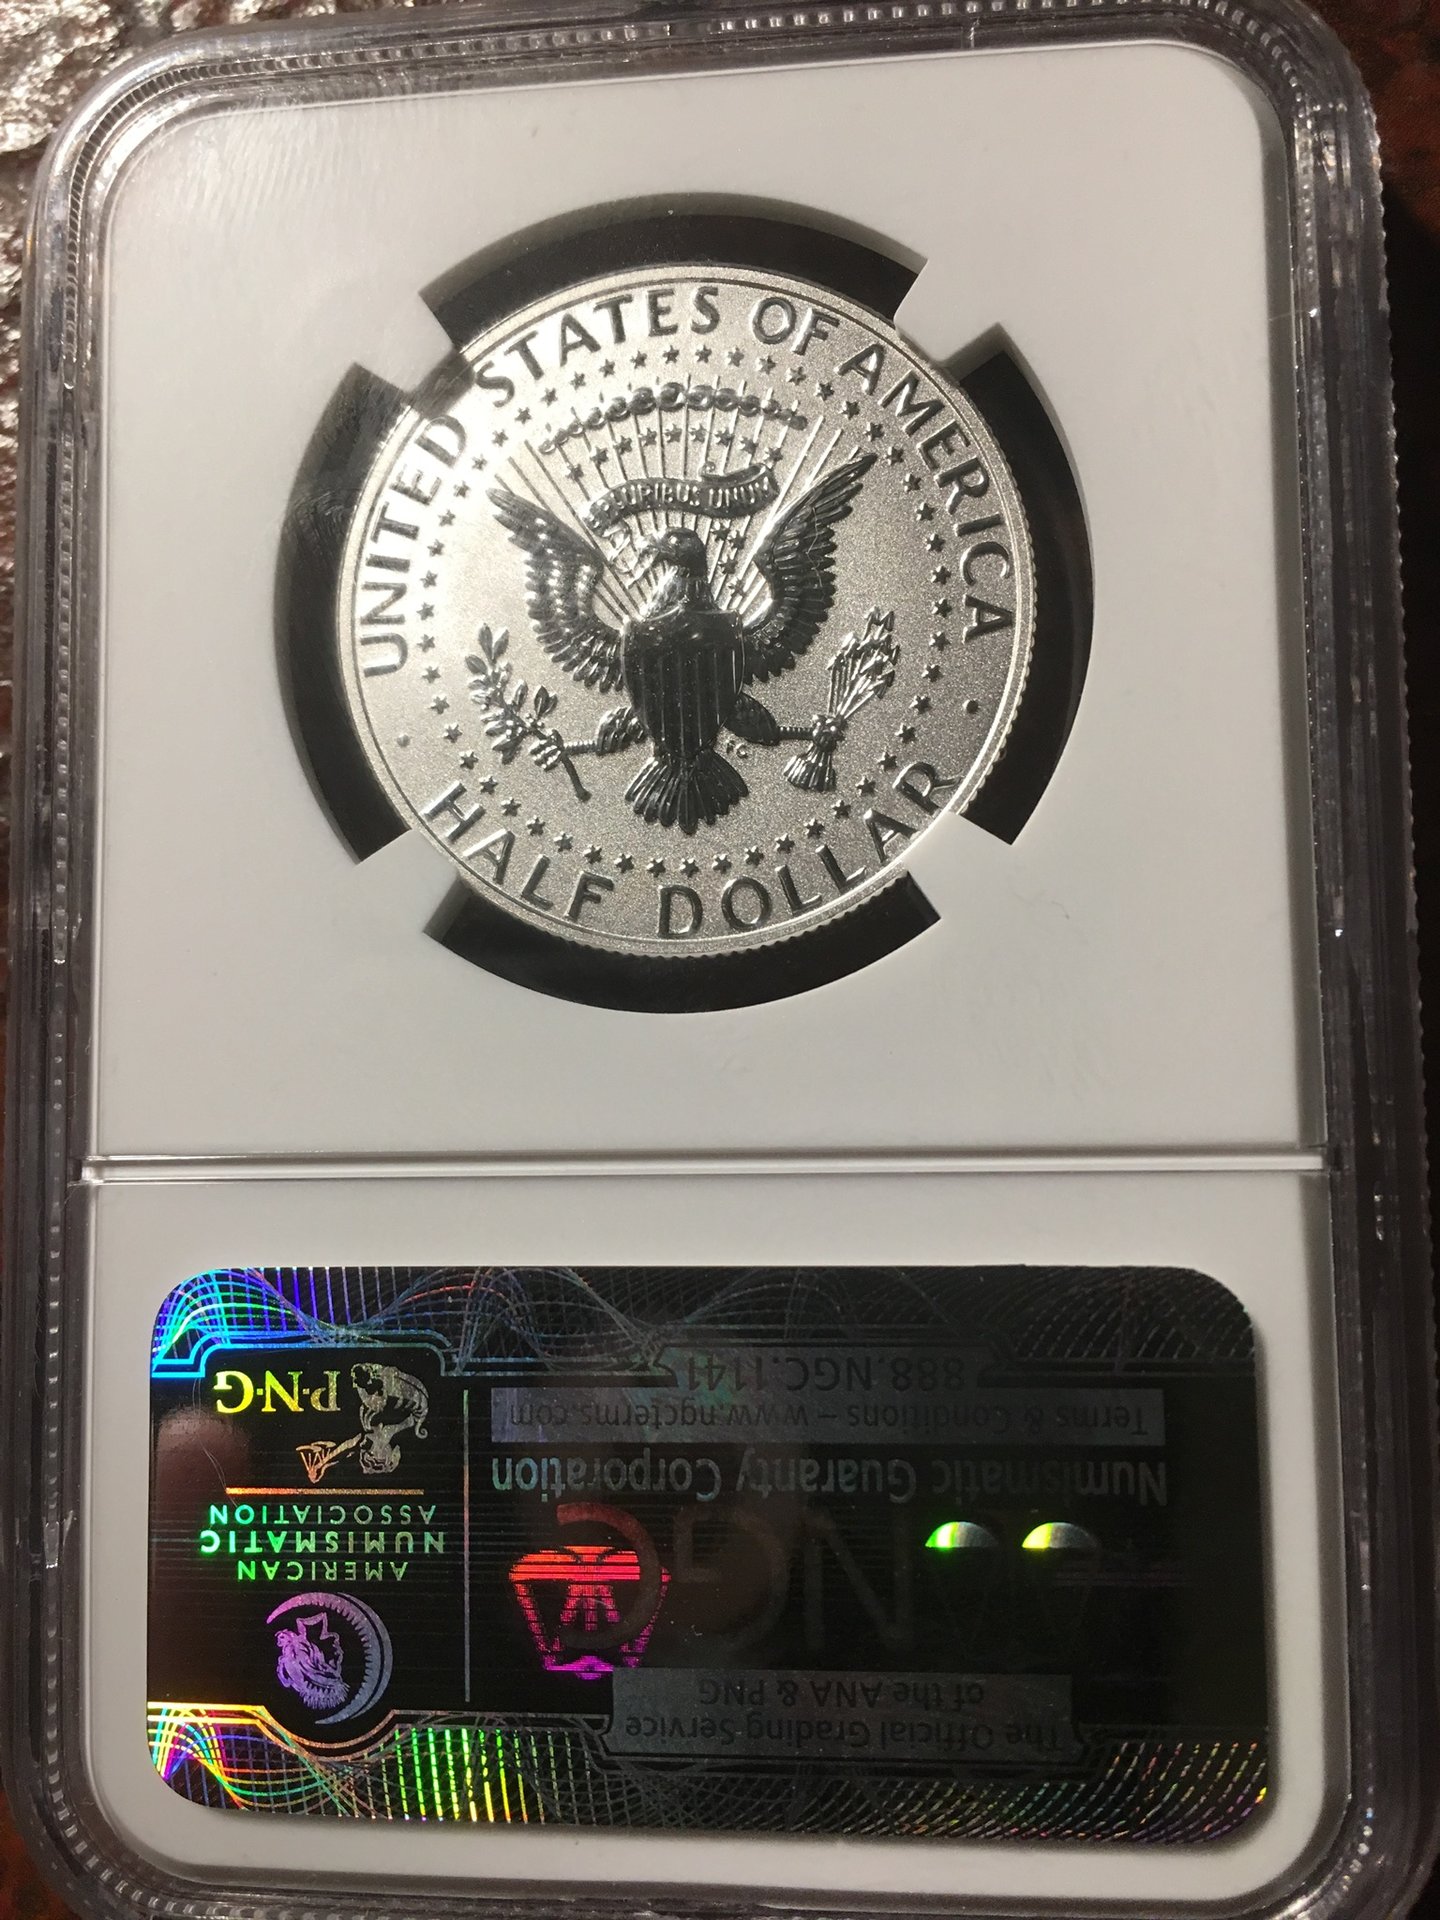 UNITED STATES OF AMERICA
E PLURIBUS UNUM
FG
HALF DOLLAR
The Official Grading Service
of the ANA & PNG
NGC
Numismatic Guaranty Corporation
Terms & Conditions – www.ngcterms.com
888.NGC.1141
AMERICAN
NUMISMATIC
ASSOCIATION
P·N·G